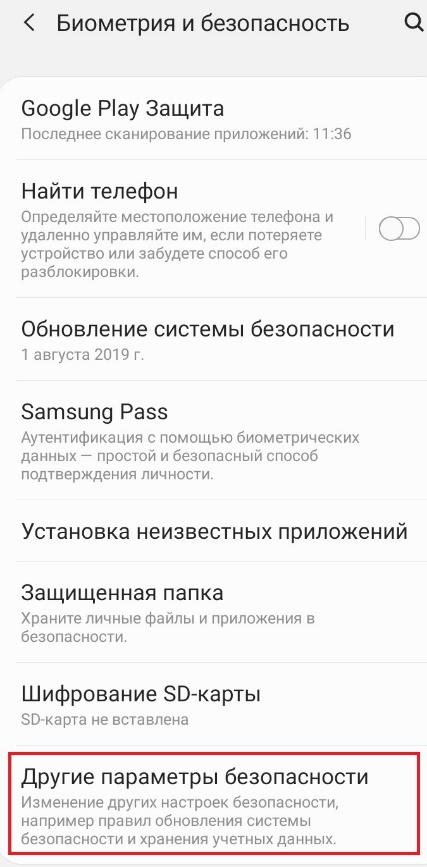 Биометрия и безопасность
Google Play Защита
Последнее сканирование приложений: 11:36
Найти телефон
Определяйте местоположение телефона и
удаленно управляйте им, если потеряете
устройство или забудете способ его
разблокировки.
Обновление системы безопасности
1 августа 2019 г.
Samsung Pass
Аутентификация с помощью биометрических
данных — простой и безопасный способ
подтверждения личности.
Установка неизвестных приложений
Защищенная папка
Храните личные файлы и приложения в
безопасности.
Шифрование SD-карты
SD-карта не вставлена
Другие параметры безопасности
Изменение других настроек безопасности,
например правил обновления системы
безопасности и хранения учетных данных.